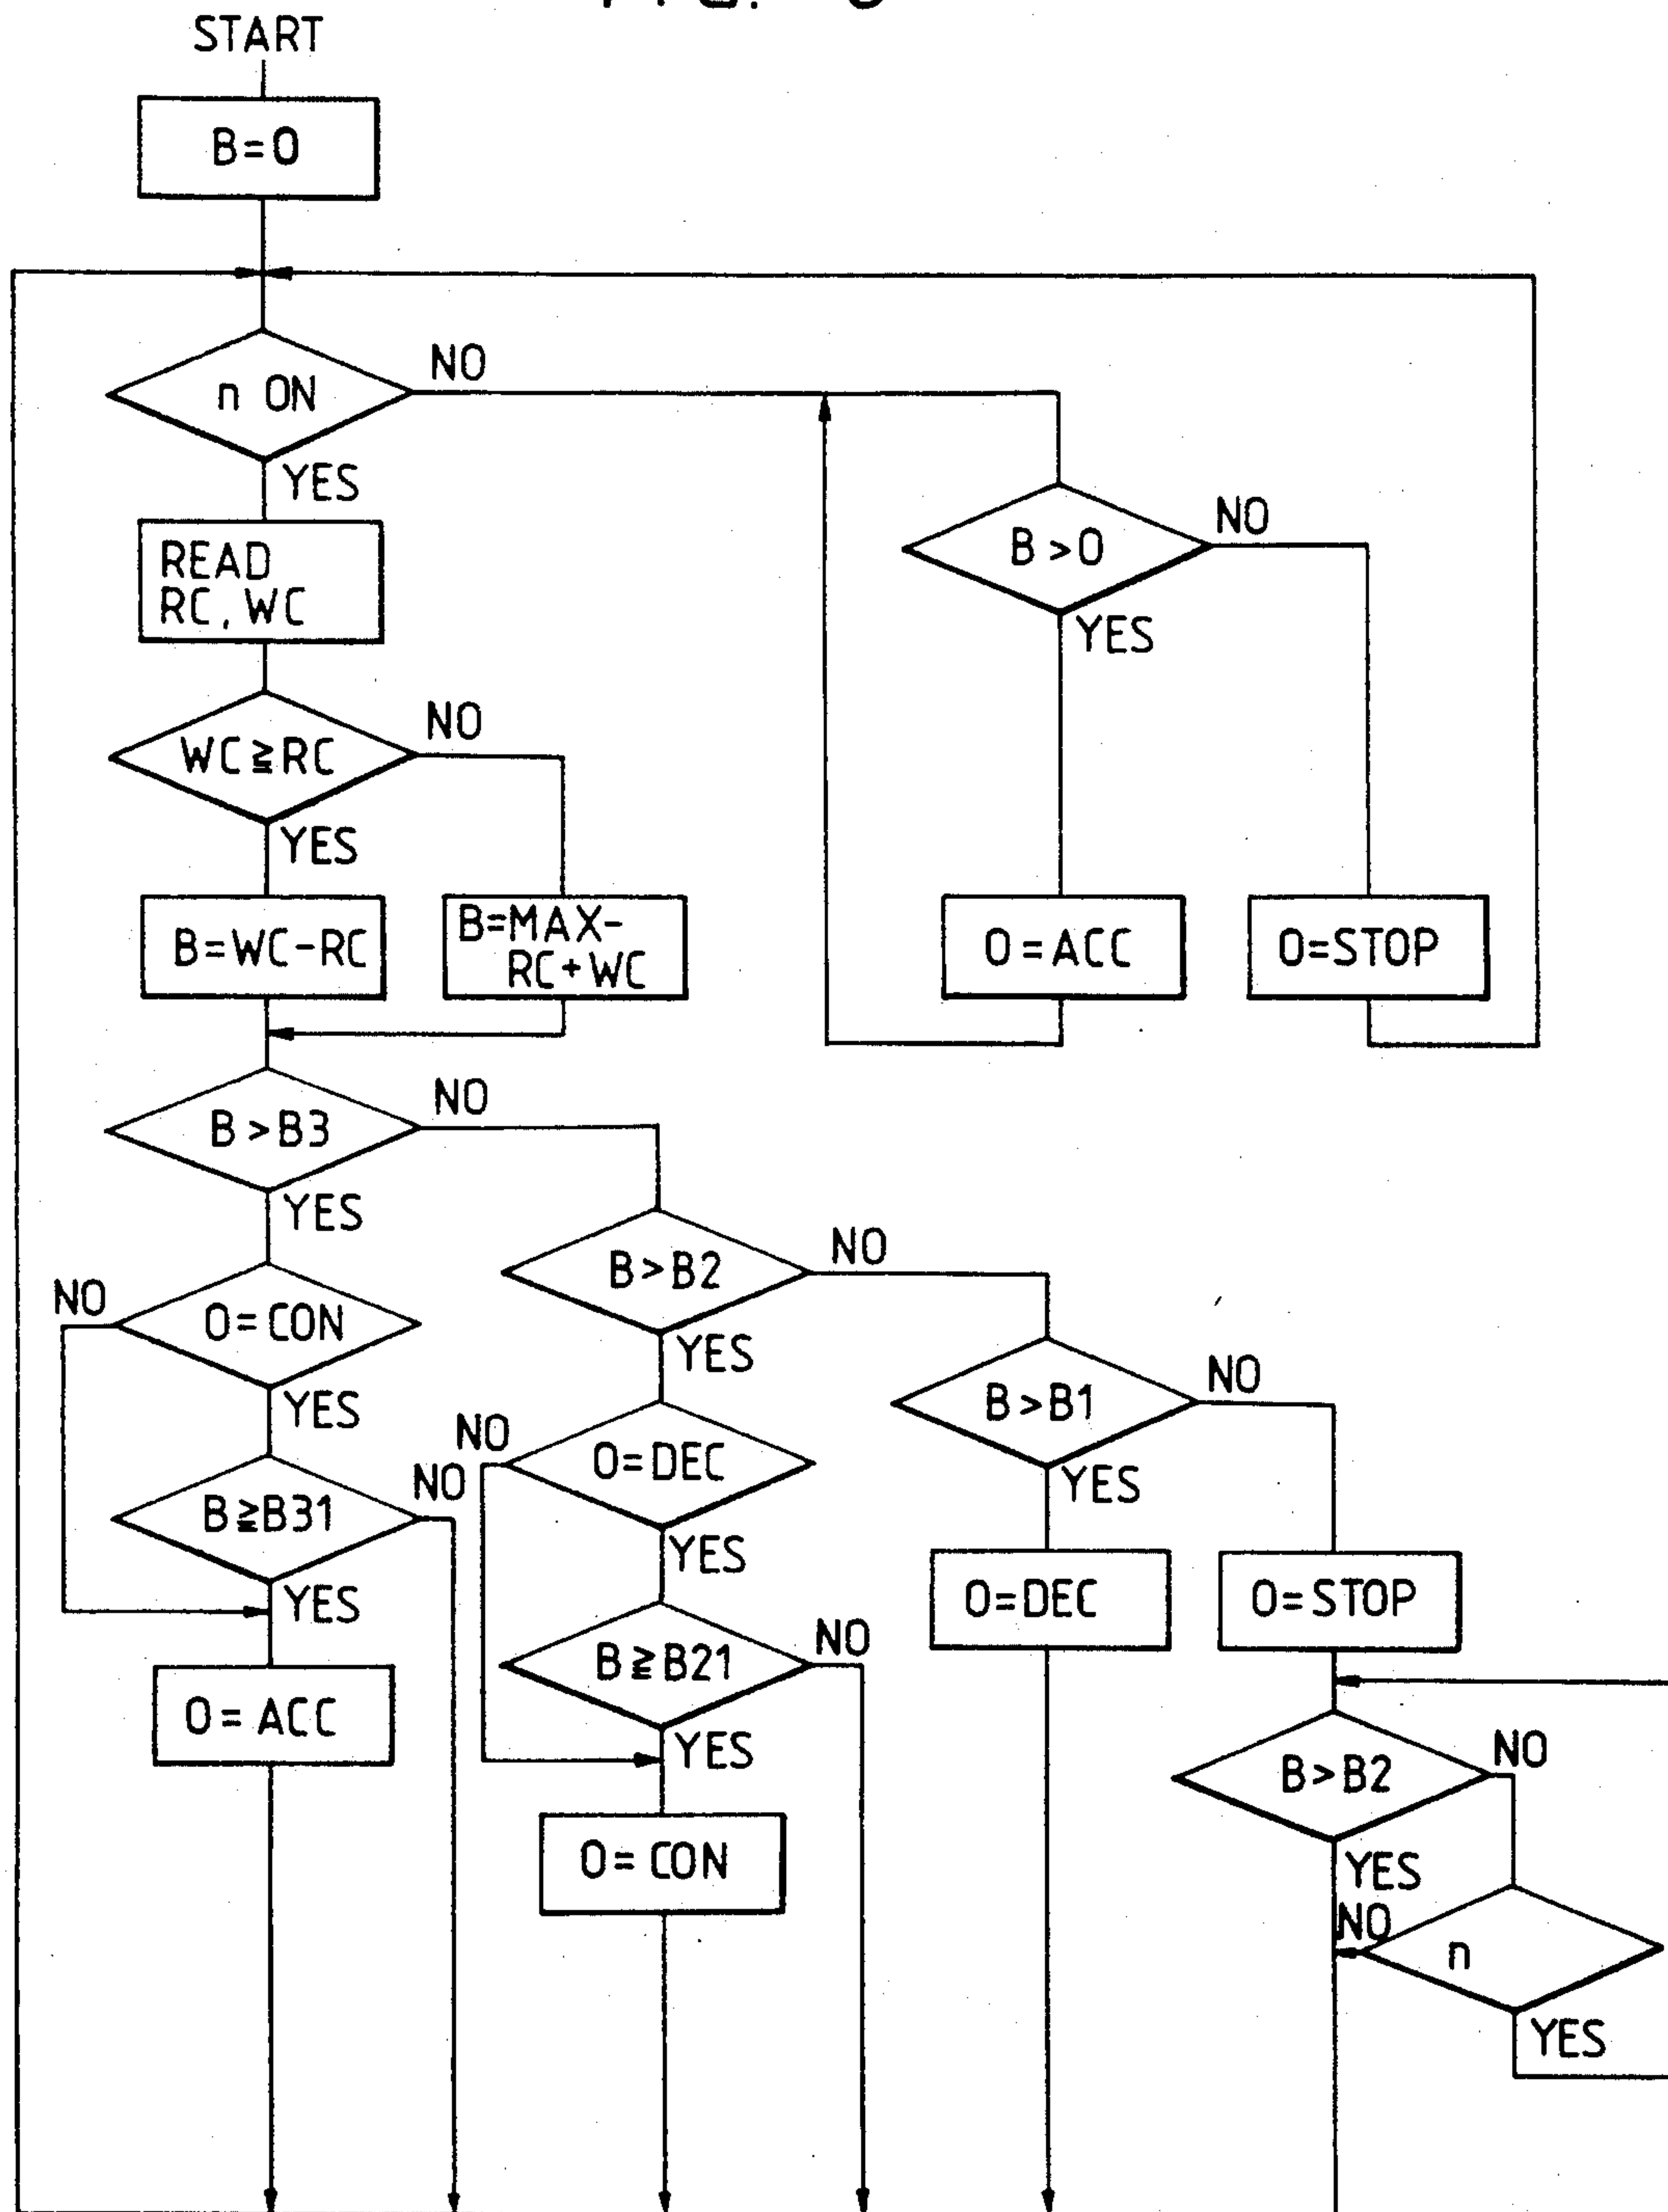 START
B=0
n ON
NO
YES
READ
RC, WC
B>0
NO
YES
WC≧RC
NO
YES
B=WC-RC
B=MAX-
RC+WC
O=ACC
O=STOP
B>B3
NO
YES
B>B2
NO
YES
O=CON
NO
YES
B>B1
NO
YES
O=DEC
NO
YES
B≧B31
NO
YES
O=DEC
O=STOP
B≧B21
NO
YES
O=ACC
B>B2
NO
YES
O=CON
n
NO
YES